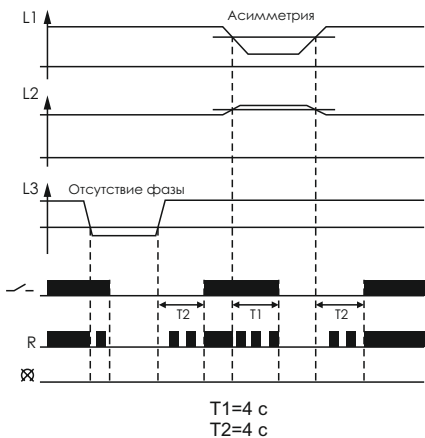 L1
Асимметрия
L2
L3
Отсутствие фазы
T2
T1
T2
R
T1=4 c
T2=4 c